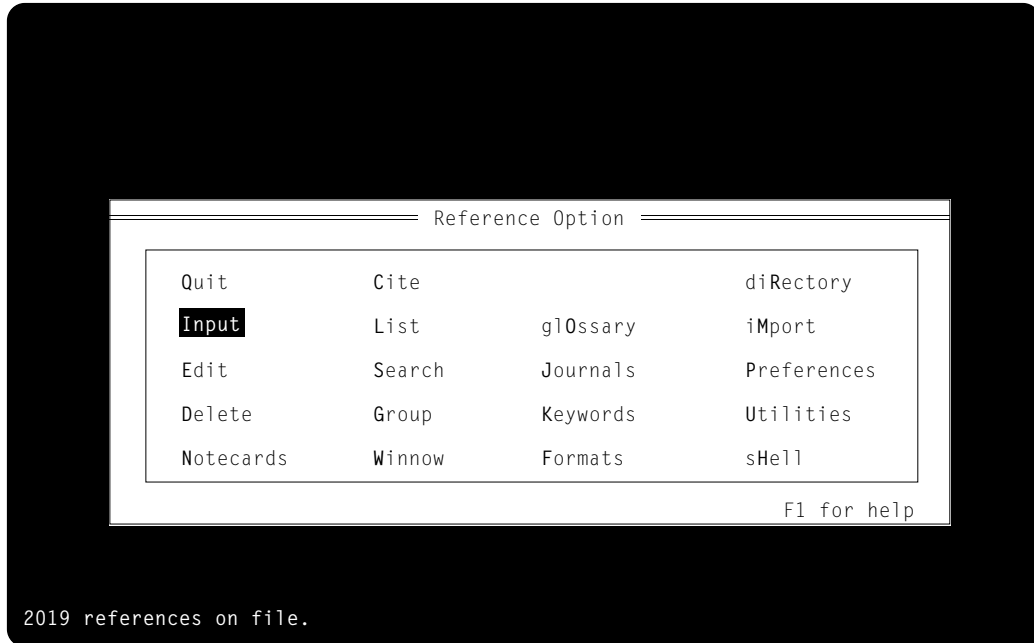 Reference Option
Quit Cite diRectory
Input List glOssary iMport
Edit Search Journals Preferences
Delete Group Keywords Utilities
Notecards Winnow Formats sHell
F1 for help
2019 references on file.